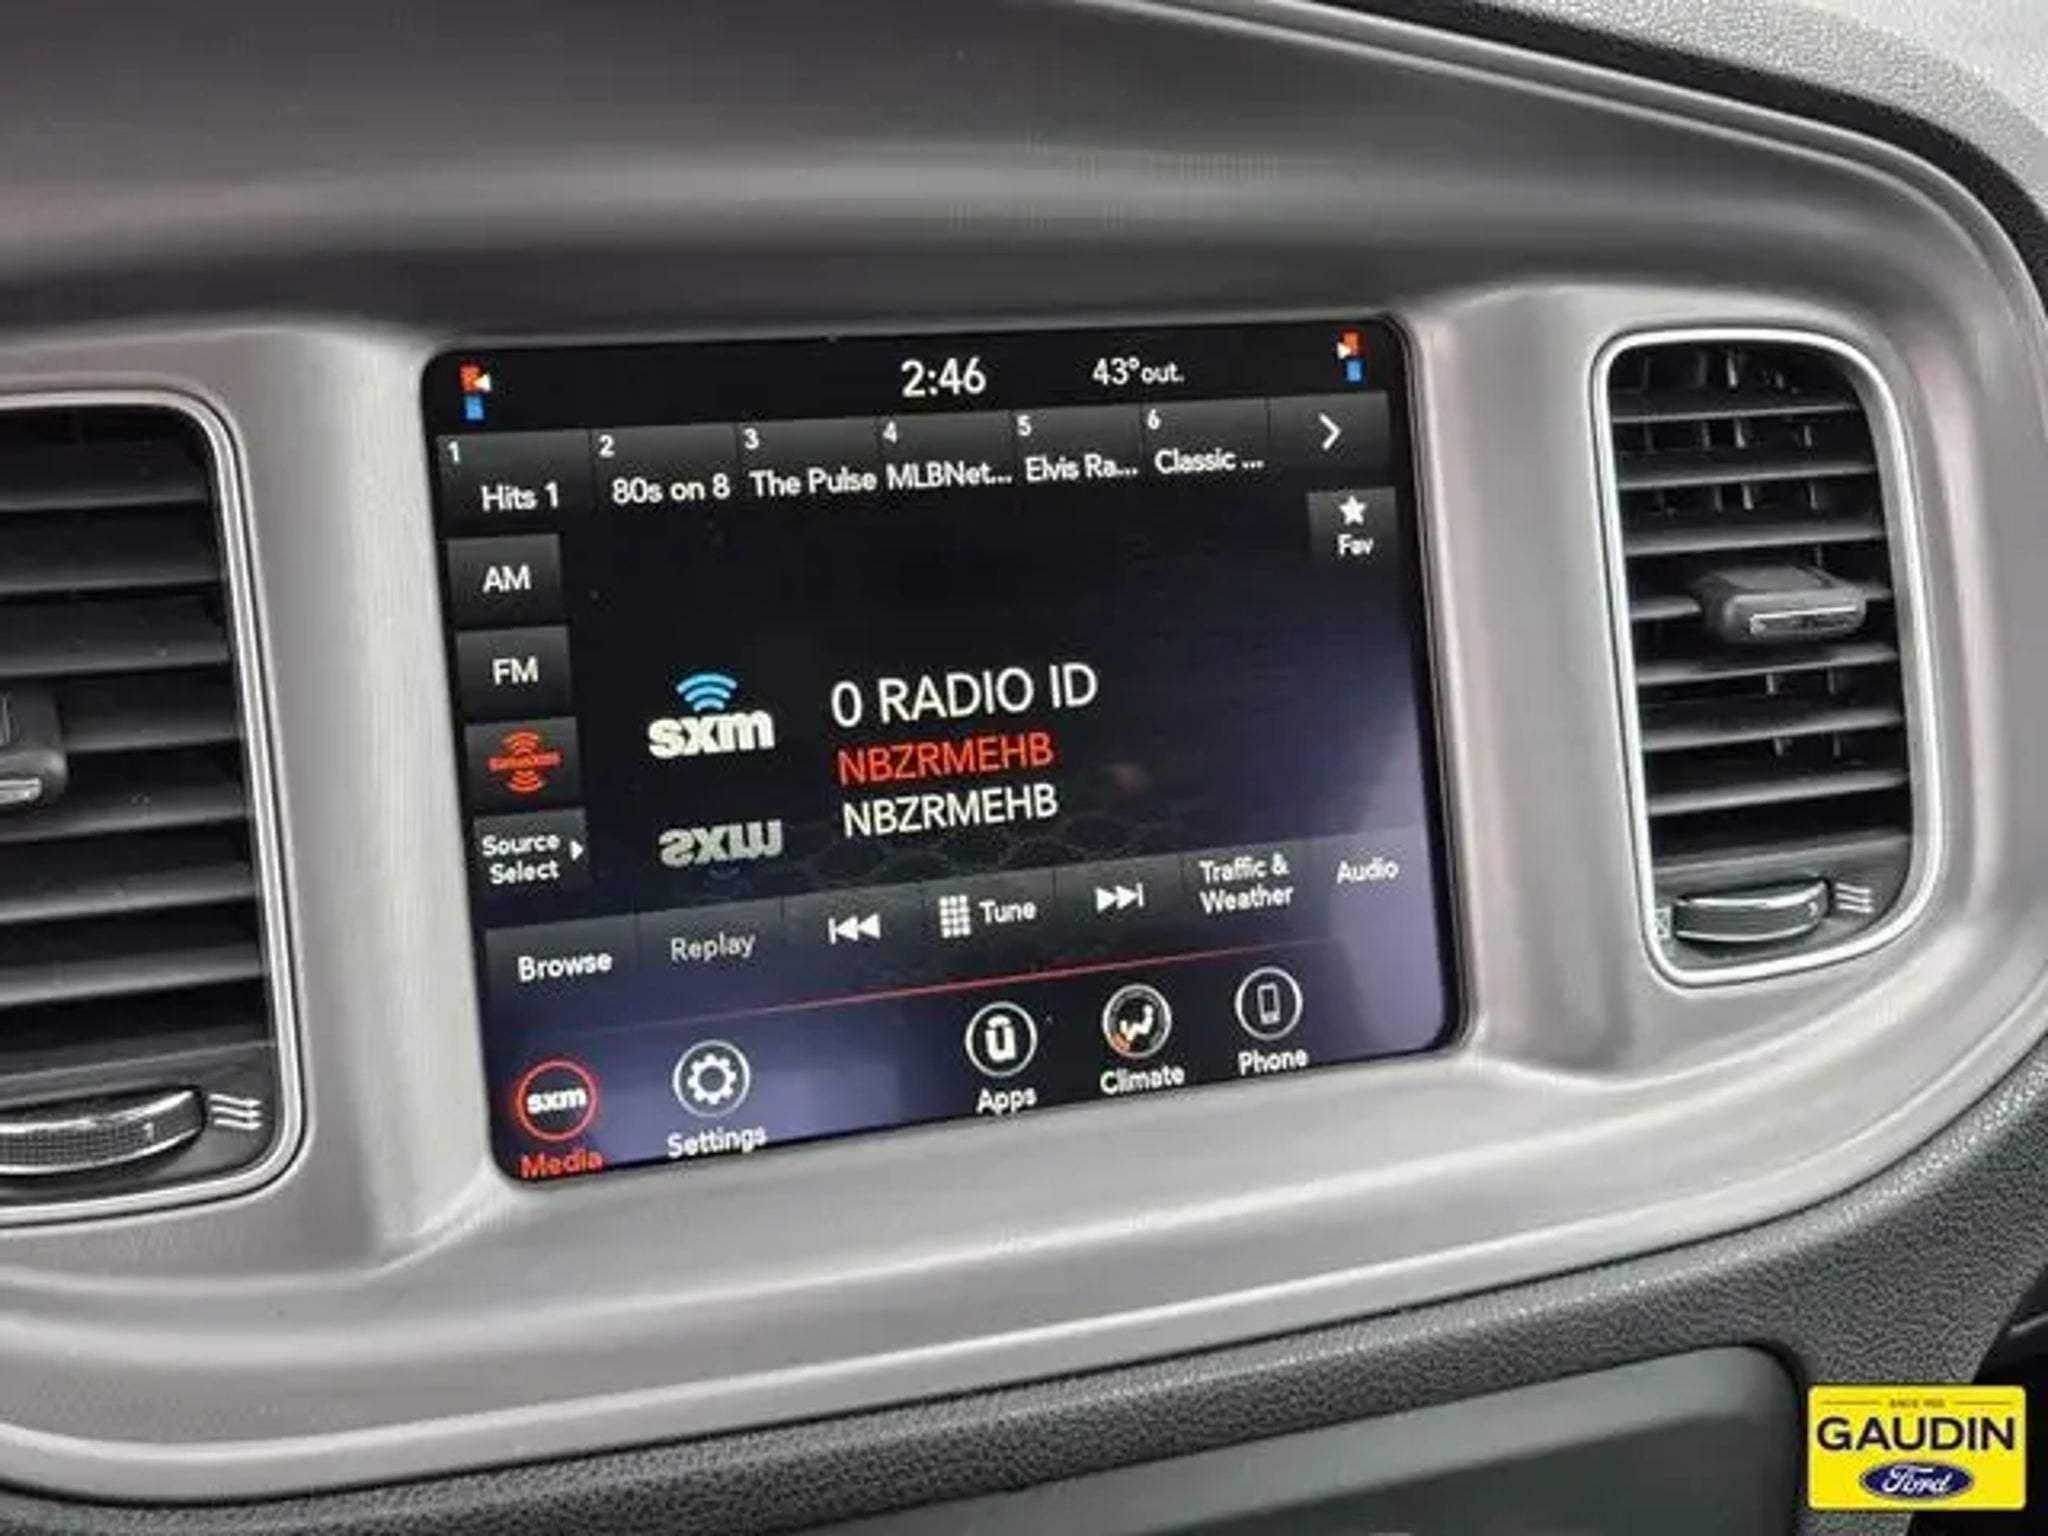 2:46 43°out.
1 2 3 4 5 6
Hits 1 80s on 8 The Pulse MLBNet... Elvis Ra... Classic ...
Fav
AM
FM
SiriusXM
sxm
0 RADIO ID
NBZRMEHB
NBZRMEHB
Source
Select
Browse Replay Tune Traffic & Weather Audio
sxm
Media Settings Apps Climate Phone
GAUDIN
Ford